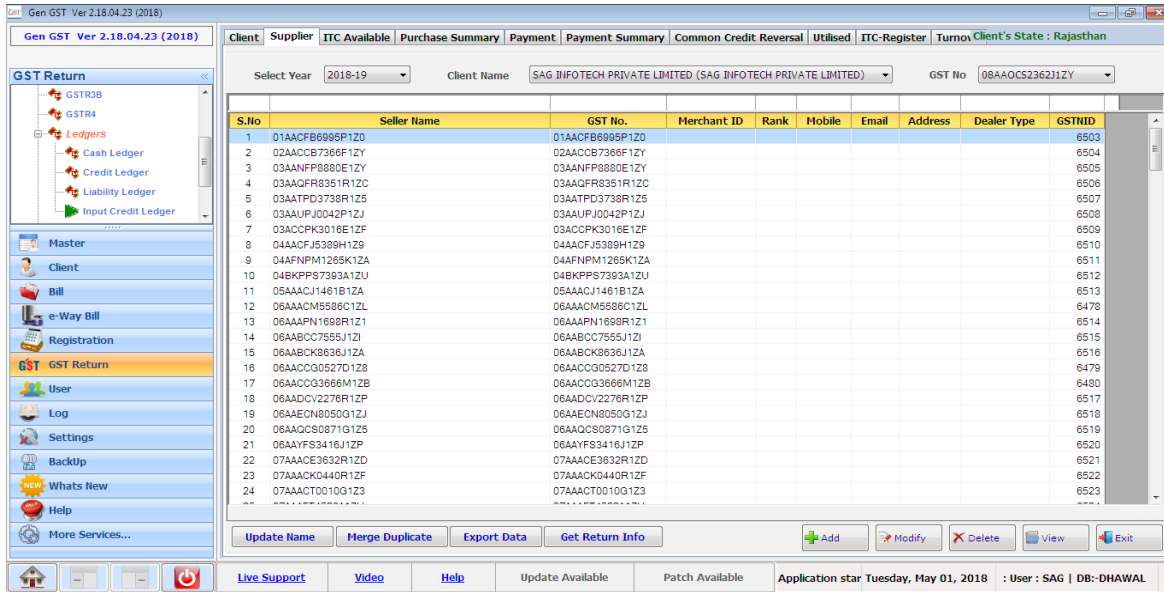 Gen GST Ver 2.18.04.23 (2018)
Gen GST Ver 2.18.04.23 (2018)
Client Supplier ITC Available Purchase Summary Payment Payment Summary Common Credit Reversal Utilised ITC-Register Turnov Client's State : Rajasthan
GST Return
GSTR3B
GSTR4
Ledgers
Cash Ledger
Credit Ledger
Liability Ledger
Input Credit Ledger
Master
Client
Bill
e-Way Bill
Registration
GST GST Return
User
Log
Settings
BackUp
NEW Whats New
Help
More Services...
Select Year 2018-19 Client Name SAG INFOTECH PRIVATE LIMITED (SAG INFOTECH PRIVATE LIMITED) GST No 08AAOCS2362J1ZY
S.No Seller Name GST No. Merchant ID Rank Mobile Email Address Dealer Type GSTNID
1 01AACFB6995P1Z0 01AACFB6995P1Z0 6503
2 02AACCB7366F1ZY 02AACCB7366F1ZY 6504
3 03AANFP8880E1ZY 03AANFP8880E1ZY 6505
4 03AAQFR8351R1ZC 03AAQFR8351R1ZC 6506
5 03AATPD3738R1Z5 03AATPD3738R1Z5 6507
6 03AAUPJ0042P1ZJ 03AAUPJ0042P1ZJ 6508
7 03ACCPK3016E1ZF 03ACCPK3016E1ZF 6509
8 04AACFJ5389H1Z9 04AACFJ5389H1Z9 6510
9 04AFNPM1265K1ZA 04AFNPM1265K1ZA 6511
10 04BKPPS7393A1ZU 04BKPPS7393A1ZU 6512
11 05AAACJ1461B1ZA 05AAACJ1461B1ZA 6513
12 06AAACM5586C1ZL 06AAACM5586C1ZL 6478
13 06AAAPN1698R1Z1 06AAAPN1698R1Z1 6514
14 06AABCC7555J1ZI 06AABCC7555J1ZI 6515
15 06AABCK8636J1ZA 06AABCK8636J1ZA 6516
16 06AACCG0527D1Z8 06AACCG0527D1Z8 6479
17 06AACCG3666M1ZB 06AACCG3666M1ZB 6480
18 06AADCV2276R1ZP 06AADCV2276R1ZP 6517
19 06AAECN8050G1ZJ 06AAECN8050G1ZJ 6518
20 06AAQCS0871G1Z5 06AAQCS0871G1Z5 6519
21 06AAYFS3416J1ZP 06AAYFS3416J1ZP 6520
22 07AAACE3632R1ZD 07AAACE3632R1ZD 6521
23 07AAACK0440R1ZF 07AAACK0440R1ZF 6522
24 07AAACT0010G1Z3 07AAACT0010G1Z3 6523
Update Name Merge Duplicate Export Data Get Return Info Add Modify Delete View Exit
Live Support Video Help Update Available Patch Available Application star Tuesday, May 01, 2018 : User : SAG | DB:-DHAWAL